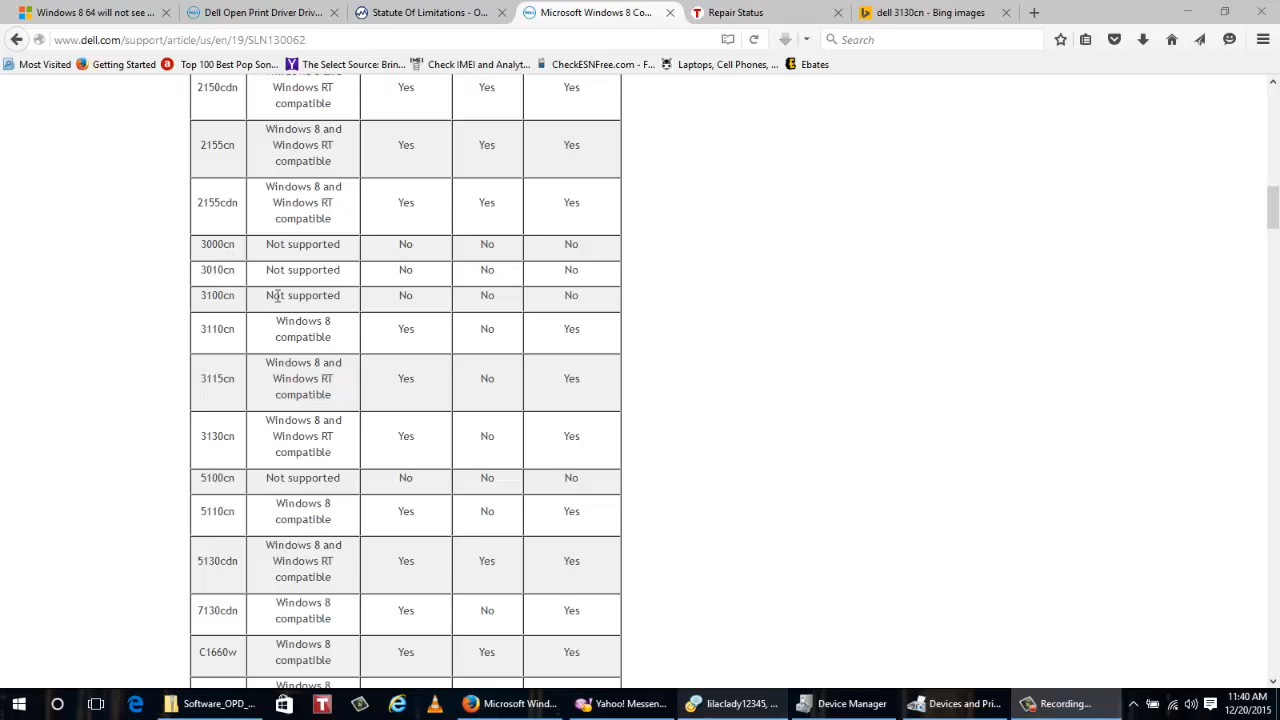 Windows 8 64 will not see ...
Dell Open Print Driver Driv...
Statute Of Limitations - O...
Microsoft Windows 8 Co...
Repair Status
dell 3130cn - Bing images
www.dell.com/support/article/us/en/19/SLN130062
Search
Most Visited
Getting Started
Top 100 Best Pop Son...
The Select Source: Brin...
Check IMEI and Analyt...
CheckESNFree.com - F...
Laptops, Cell Phones, ...
Ebates
2150cdn
Windows RT
compatible
Yes
Yes
Yes
2155cn
Windows 8 and
Windows RT
compatible
Yes
Yes
Yes
2155cdn
Windows 8 and
Windows RT
compatible
Yes
Yes
Yes
3000cn
Not supported
No
No
No
3010cn
Not supported
No
No
No
3100cn
Not supported
No
No
No
3110cn
Windows 8
compatible
Yes
No
Yes
3115cn
Windows 8 and
Windows RT
compatible
Yes
No
Yes
3130cn
Windows 8 and
Windows RT
compatible
Yes
No
Yes
5100cn
Not supported
No
No
No
5110cn
Windows 8
compatible
Yes
No
Yes
5130cdn
Windows 8 and
Windows RT
compatible
Yes
Yes
Yes
7130cdn
Windows 8
compatible
Yes
No
Yes
C1660w
Windows 8
compatible
Yes
Yes
Yes
Windows 8
Software_OPD_...
Microsoft Wind...
Yahoo! Messen...
lilaclady12345, ...
Device Manager
Devices and Pri...
Recording...
11:40 AM
12/20/2015